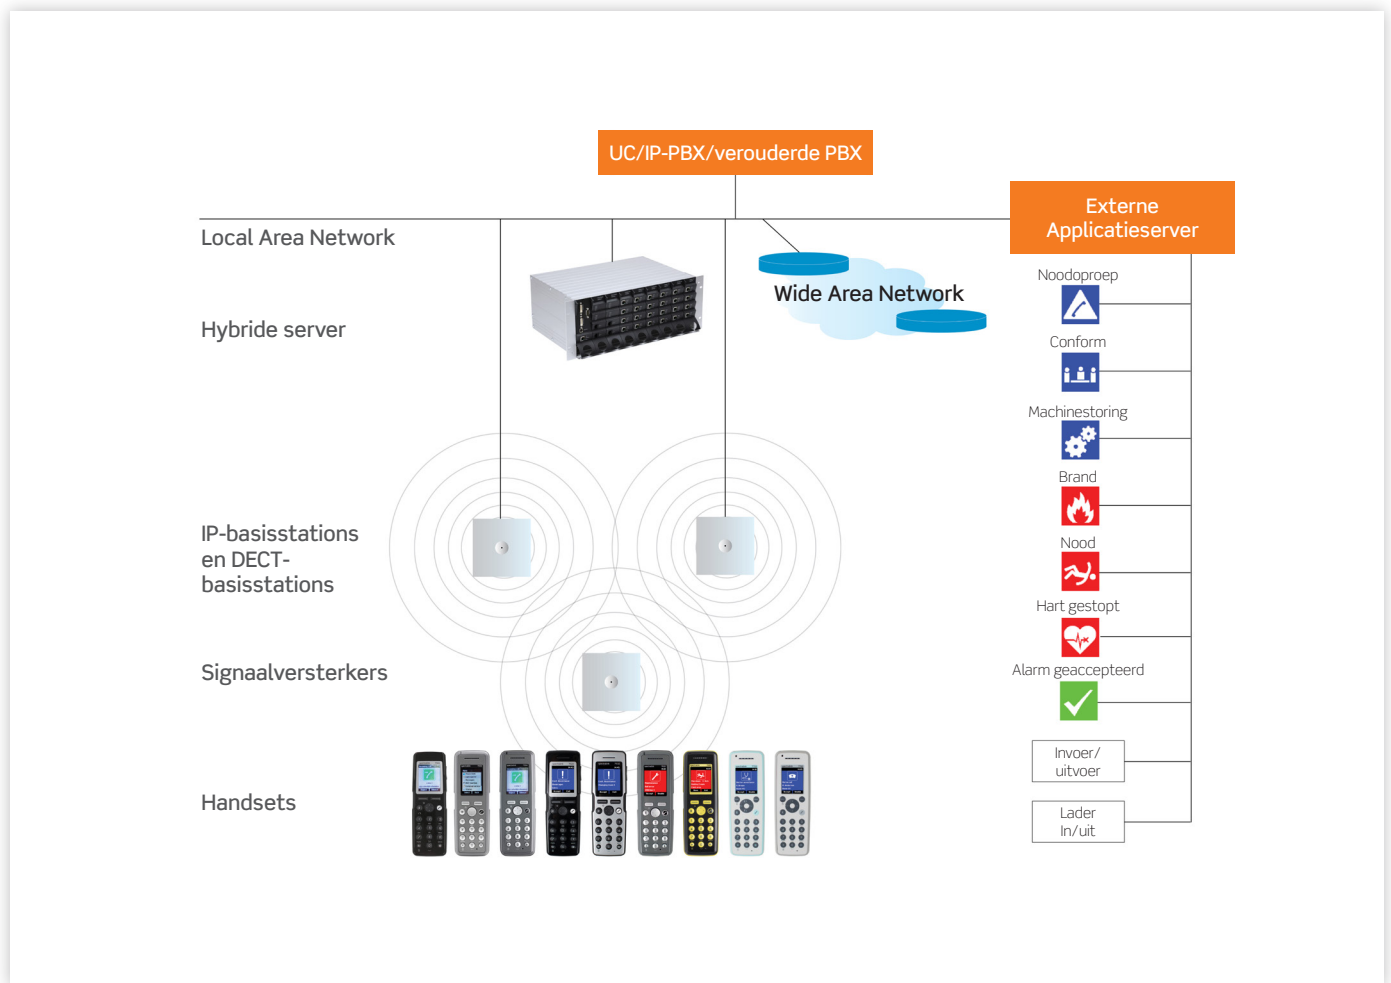 UC/IP-PBX/verouderde PBX
Externe
Applicatieserver
Local Area Network
Wide Area Network
Hybride server
IP-basisstations
en DECT-
basisstations
Signaalversterkers
Handsets
Noodoproep
Conform
Machinestoring
Brand
Nood
Hart gestopt
Alarm geaccepteerd
Invoer/
uitvoer
Lader
In/uit